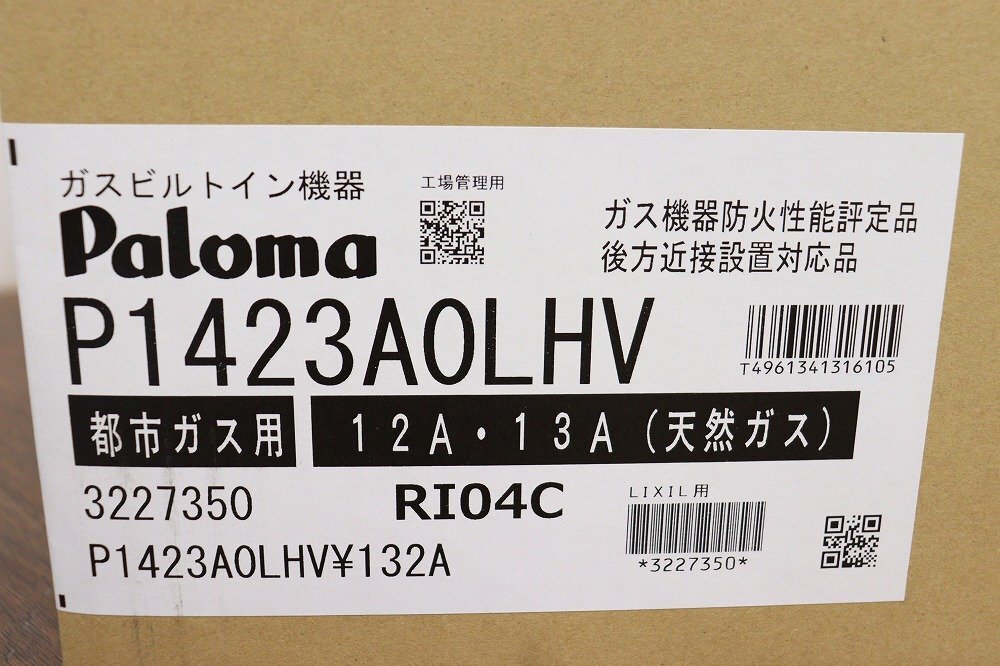 ガスビルトイン機器
工場管理用
Paloma
ガス機器防火性能評定品
後方近接設置対応品
P1423A0LHV
T4961341316105
都市ガス用
12A・13A(天然ガス)
3227350
RI04C
LIXIL用
P1423A0LHV¥132A
*3227350*